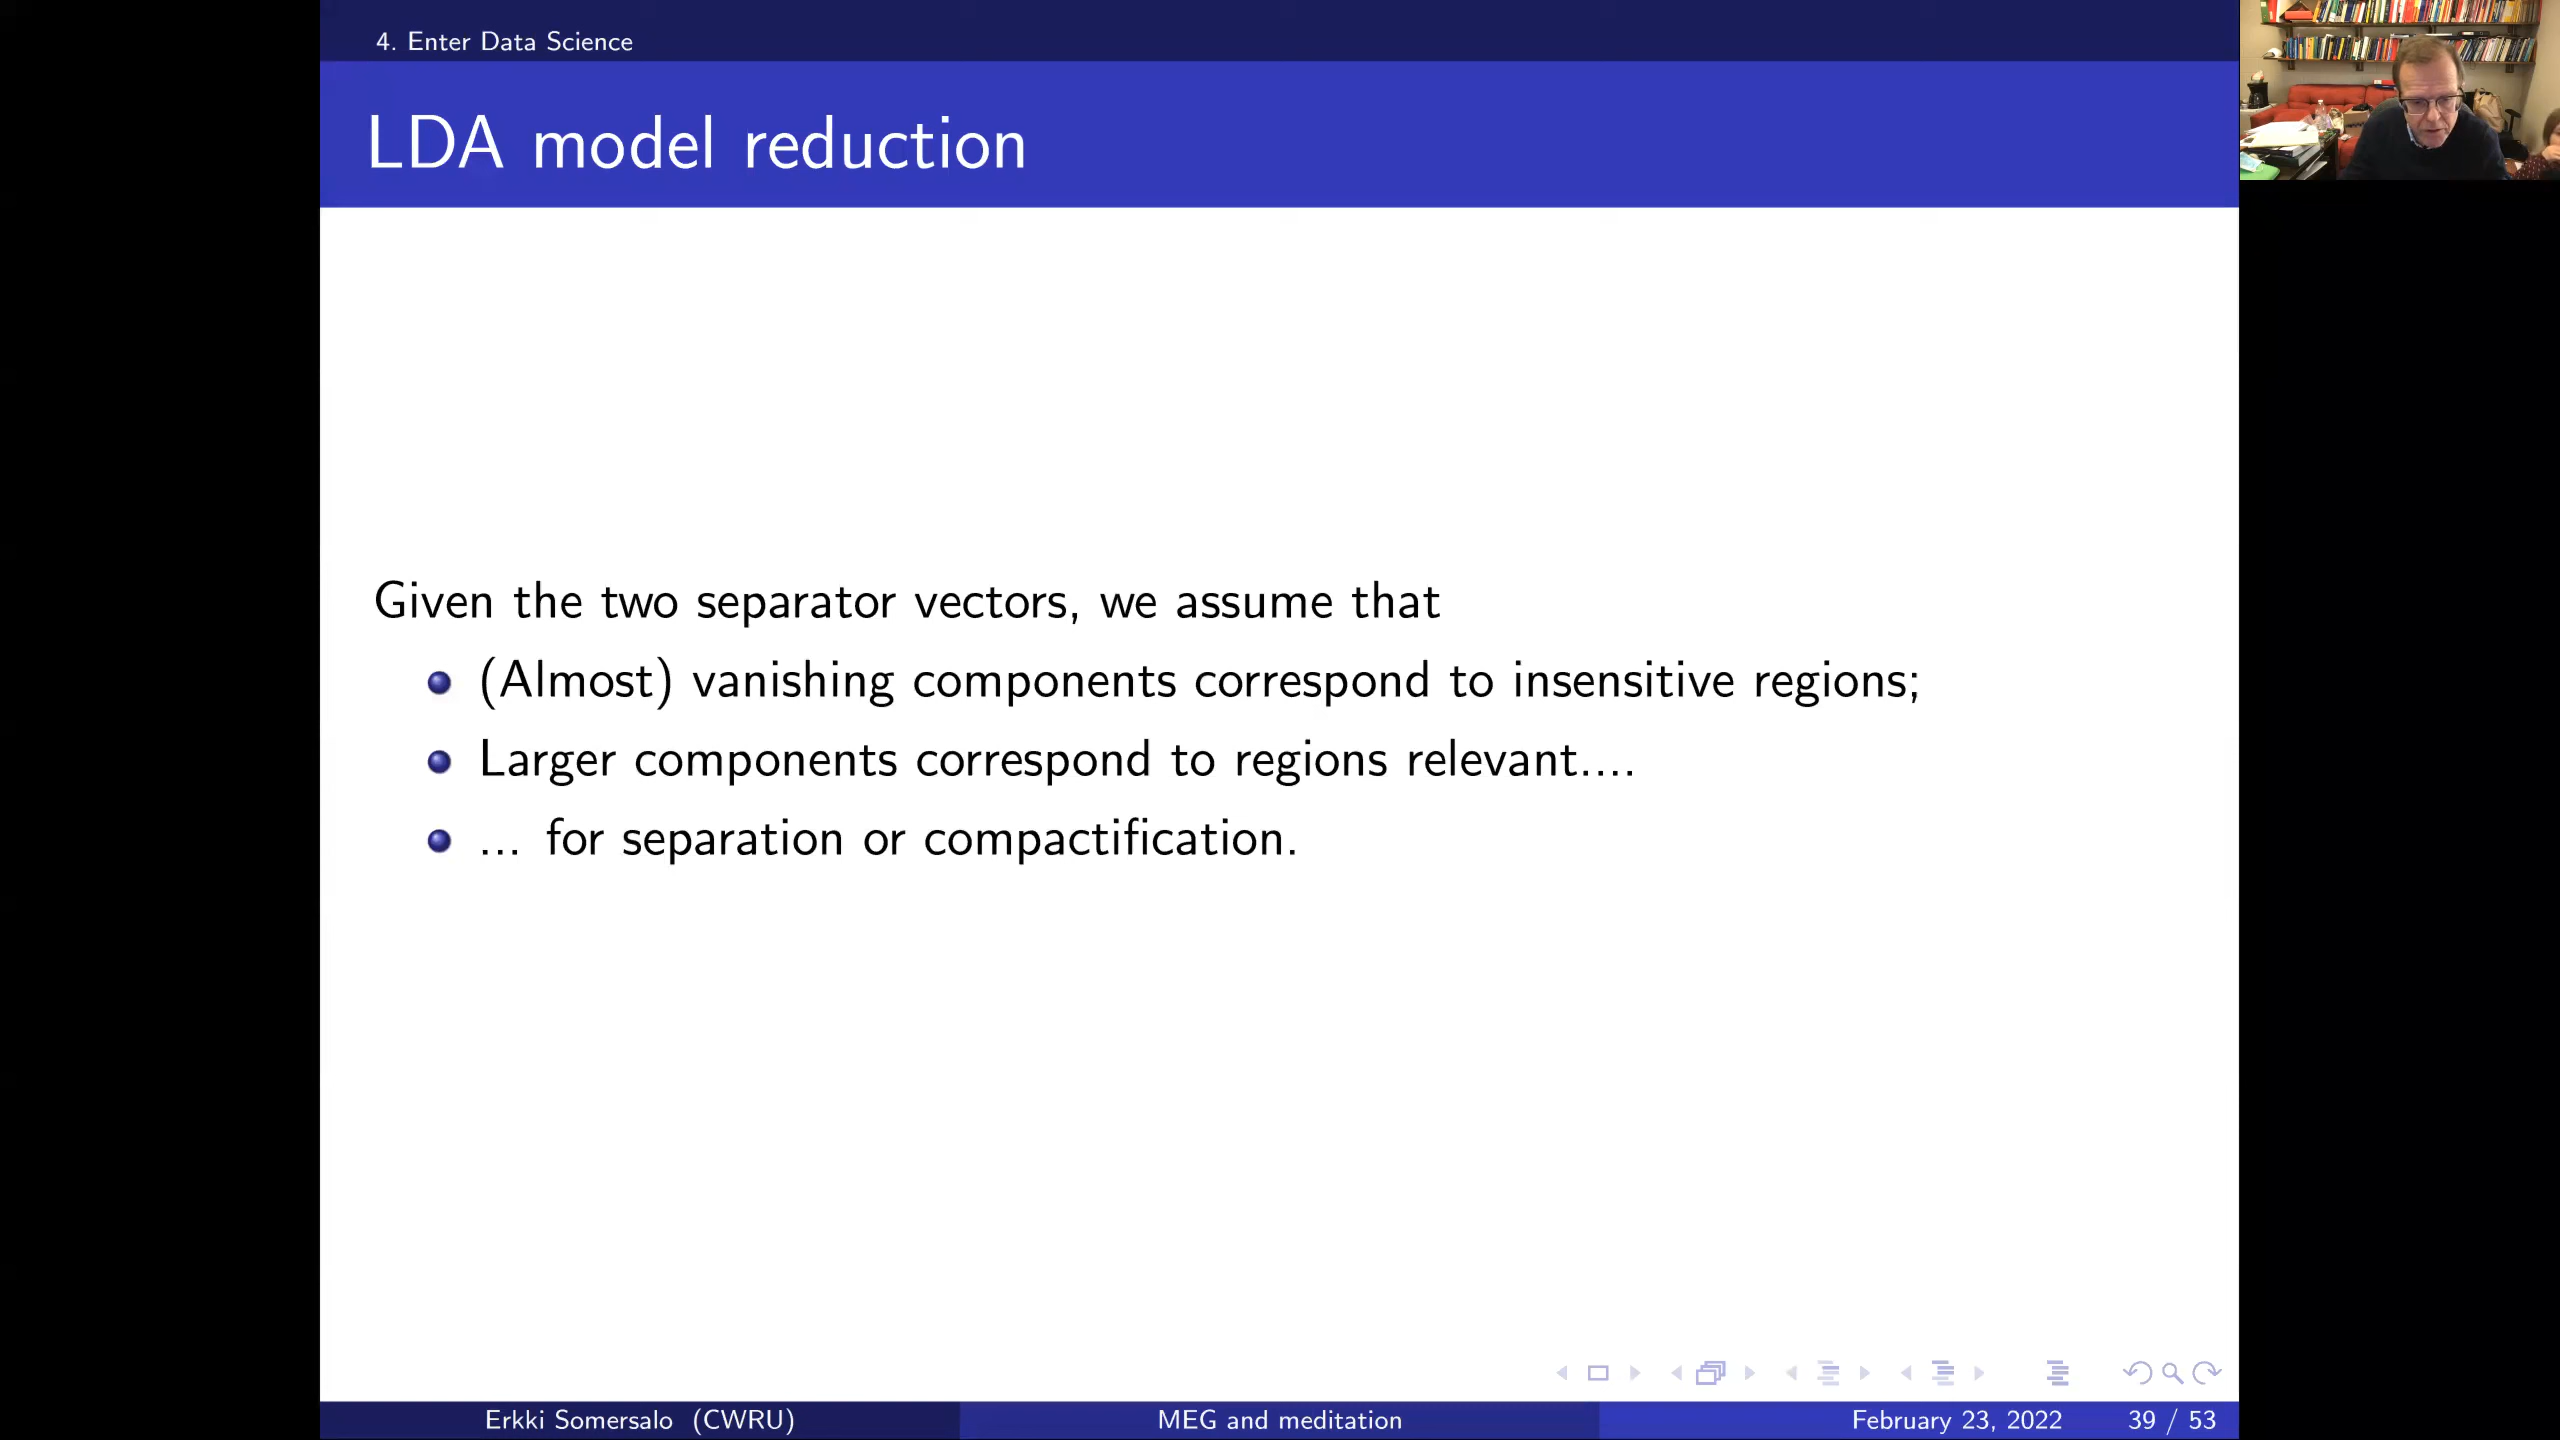 4. Enter Data Science
LDA model reduction
Given the two separator vectors, we assume that
(Almost) vanishing components correspond to insensitive regions;
Larger components correspond to regions relevant....
... for separation or compactification.
Erkki Somersalo (CWRU) MEG and meditation February 23, 2022 39 / 53